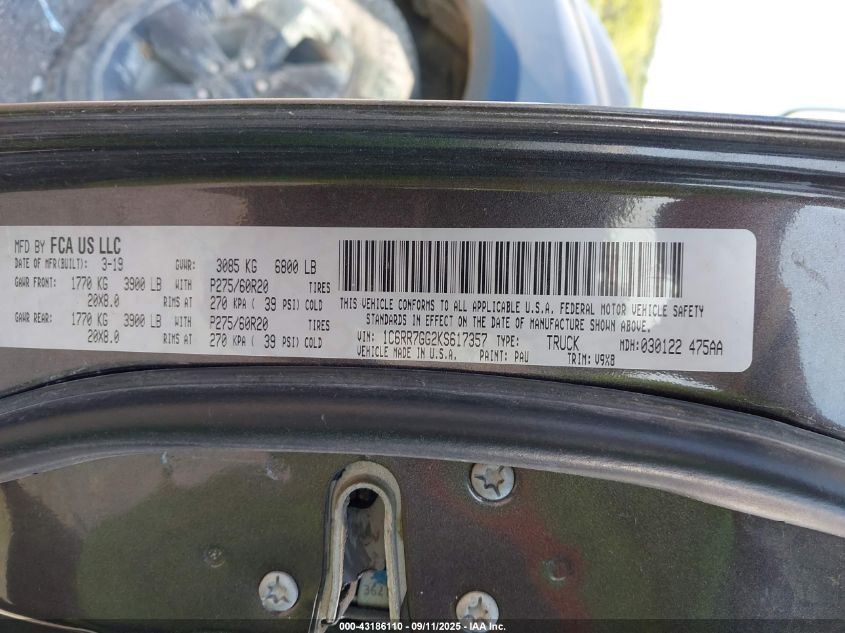 MFD BY FCA US LLC
DATE OF MFR(BUILT): 3-19 GVWR: 3085 KG 6800 LB
GAWR FRONT: 1770 KG 3900 LB WITH P275/60R20 TIRES
20X8.0 RIMS AT 270 KPA ( 39 PSI) COLD
GAWR REAR: 1770 KG 3900 LB WITH P275/60R20 TIRES
20X8.0 RIMS AT 270 KPA ( 39 PSI) COLD
THIS VEHICLE CONFORMS TO ALL APPLICABLE U.S.A. FEDERAL MOTOR VEHICLE SAFETY
STANDARDS IN EFFECT ON THE DATE OF MANUFACTURE SHOWN ABOVE.
VIN: 1C6RR7GG2KS617357 TYPE: TRUCK MDH:030122 475AA
VEHICLE MADE IN U.S.A. PAINT: PAU TRIM: V9X8
362
000-43186110 - 09/11/2025 - IAA, Inc.